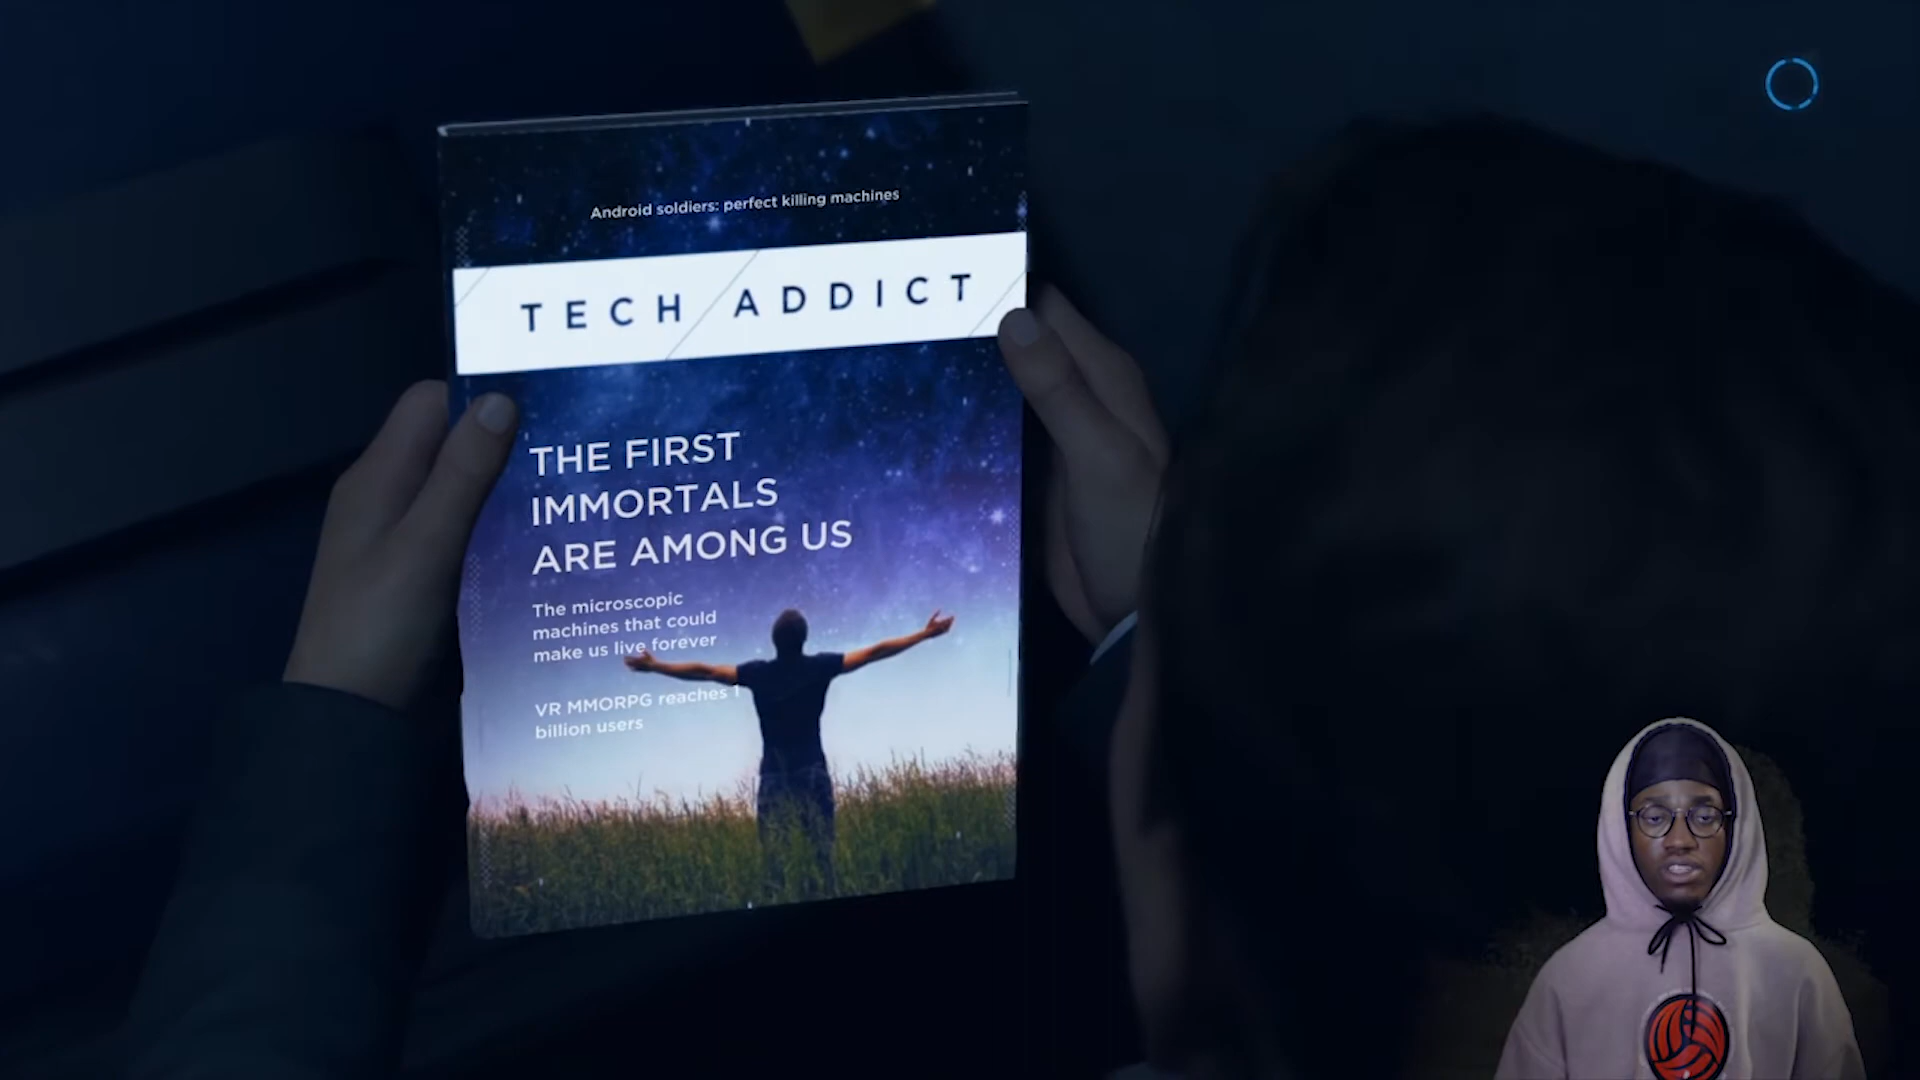 Android soldiers: perfect killing machines
TECH ADDICT
THE FIRST
IMMORTALS
ARE AMONG US
The microscopic
machines that could
make us live forever
VR MMORPG reaches 1
billion users